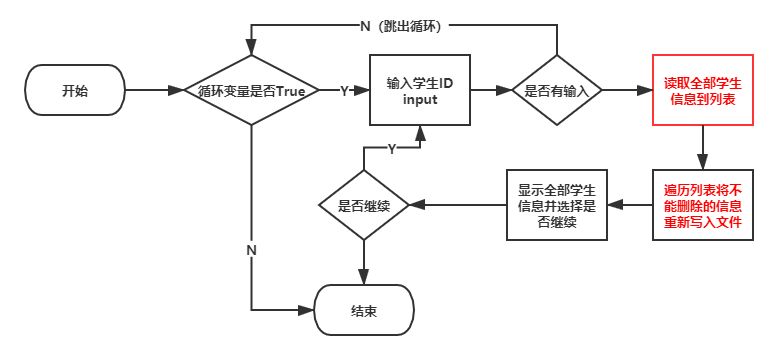 N（跳出循环）
开始
循环变量是否True
Y
输入学生ID
input
是否有输入
读取全部学生
信息到列表
Y
是否继续
显示全部学生
信息并选择是
否继续
遍历列表将不
能删除的信息
重新写入文件
N
结束